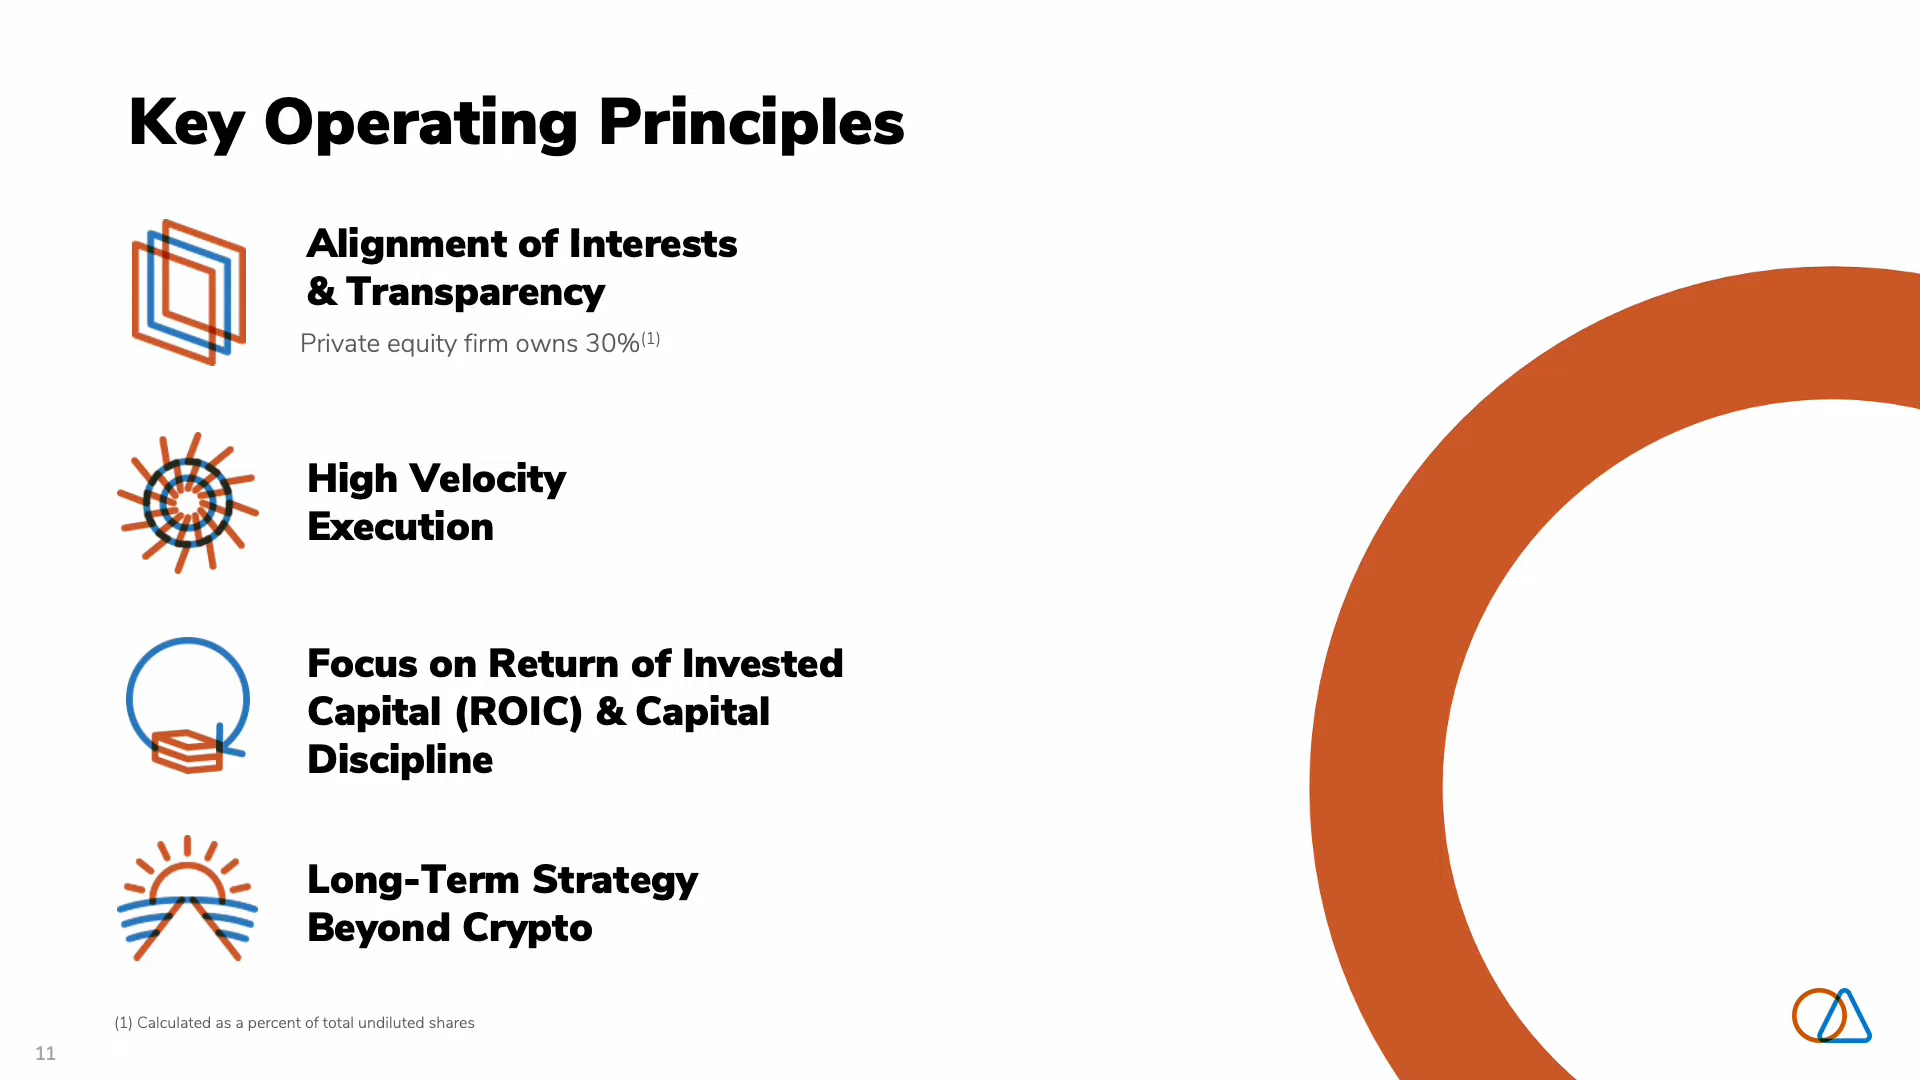 Key Operating Principles
Alignment of Interests
& Transparency
Private equity firm owns 30%(1)
High Velocity
Execution
Focus on Return of Invested
Capital (ROIC) & Capital
Discipline
Long-Term Strategy
Beyond Crypto
(1) Calculated as a percent of total undiluted shares
11